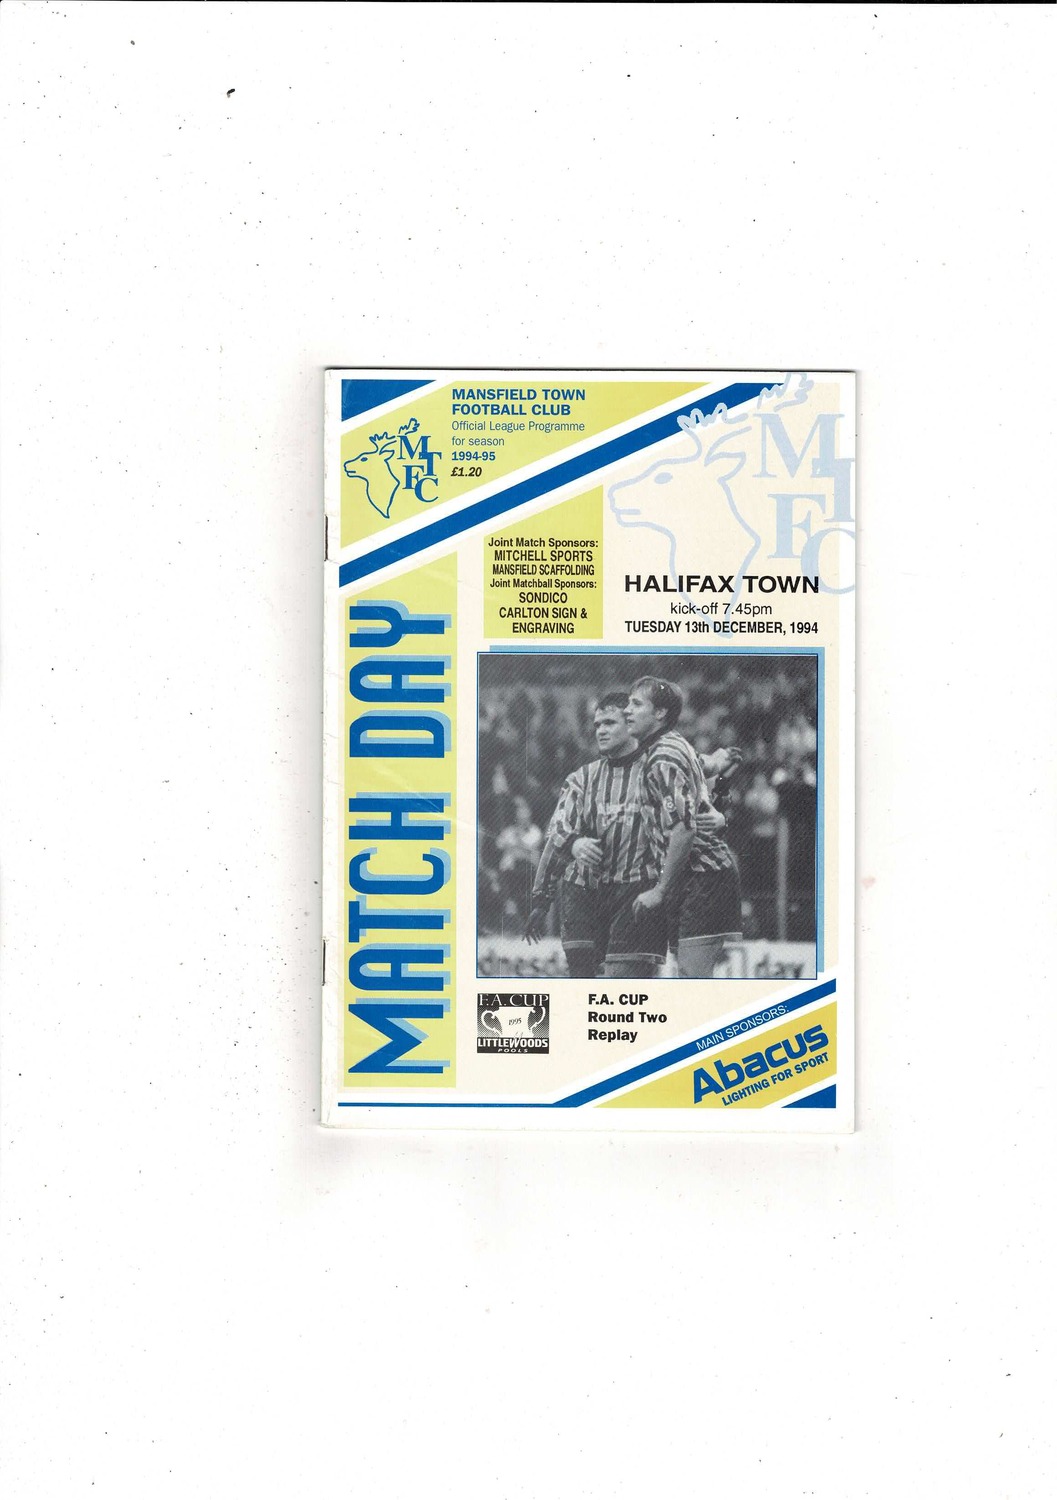 MANSFIELD TOWN
FOOTBALL CLUB
Official League Programme
for season
1994-95
£1.20
MTFC
MTFC
Joint Match Sponsors:
MITCHELL SPORTS
MANSFIELD SCAFFOLDING
Joint Matchball Sponsors:
SONDICO
CARLTON SIGN &
ENGRAVING
HALIFAX TOWN
kick-off 7.45pm
TUESDAY 13th DECEMBER, 1994
MATCH DAY
day
F.A. CUP
1995
LITTLEWOODS
POOLS
F.A. CUP
Round Two
Replay
MAIN SPONSORS:
Abacus
LIGHTING FOR SPORT